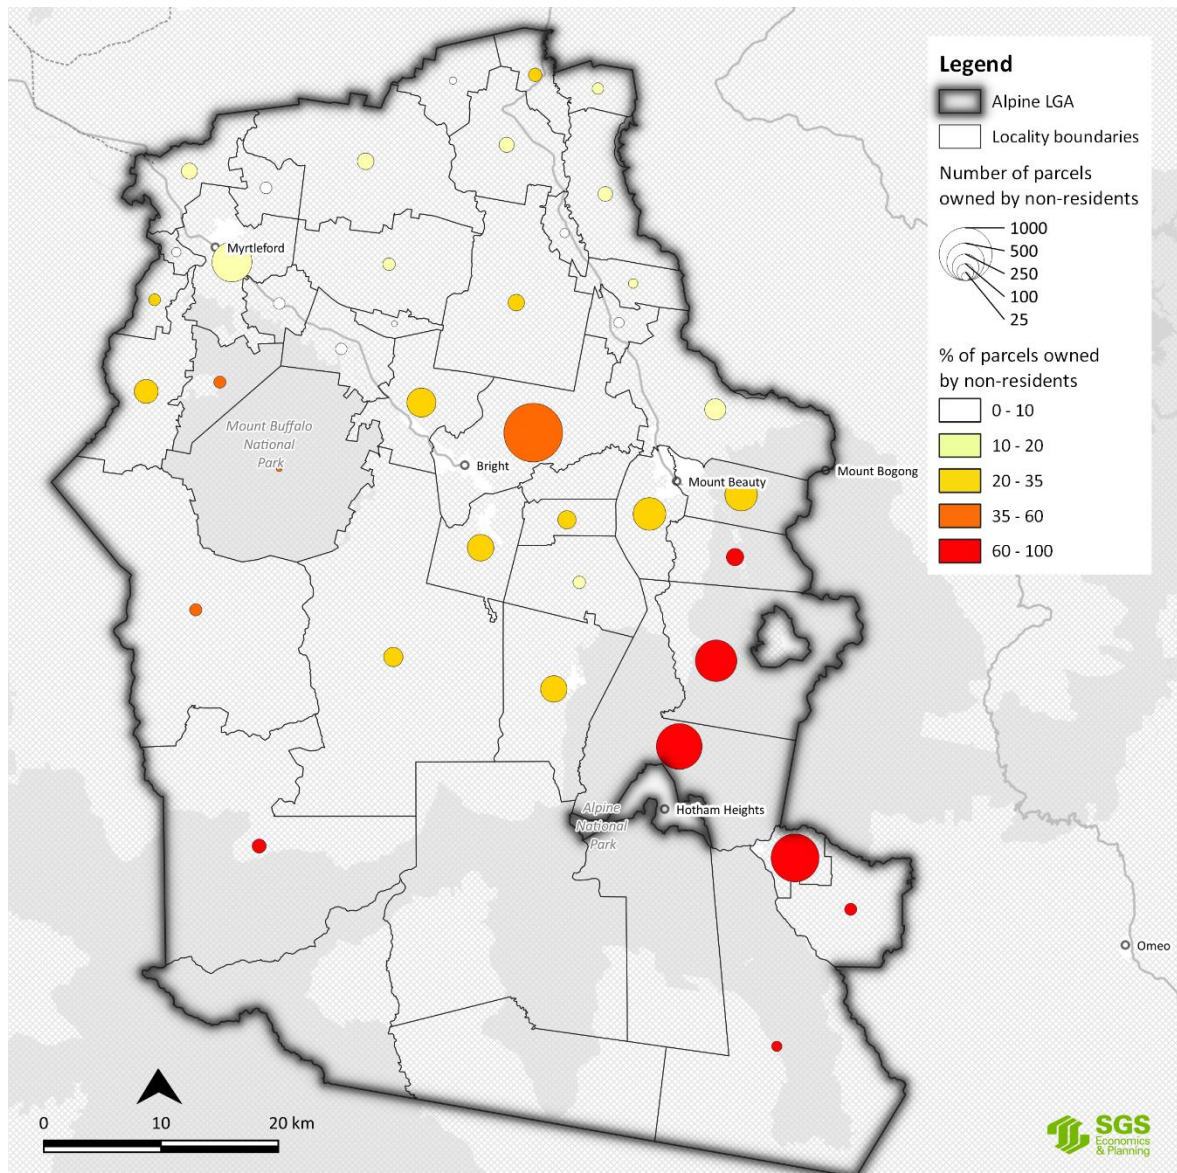 Legend
Alpine LGA
Locality boundaries
Number of parcels
owned by non-residents
1000
500
250
100
25
% of parcels owned
by non-residents
0 - 10
10 - 20
20 - 35
35 - 60
60 - 100
Myrtleford
Mount Buffalo
National
Park
Bright
Mount Beauty
Mount Bogong
Alpine
National
Park
Hotham Heights
Omeo
0 10 20 km
SGS
Economics
& Planning